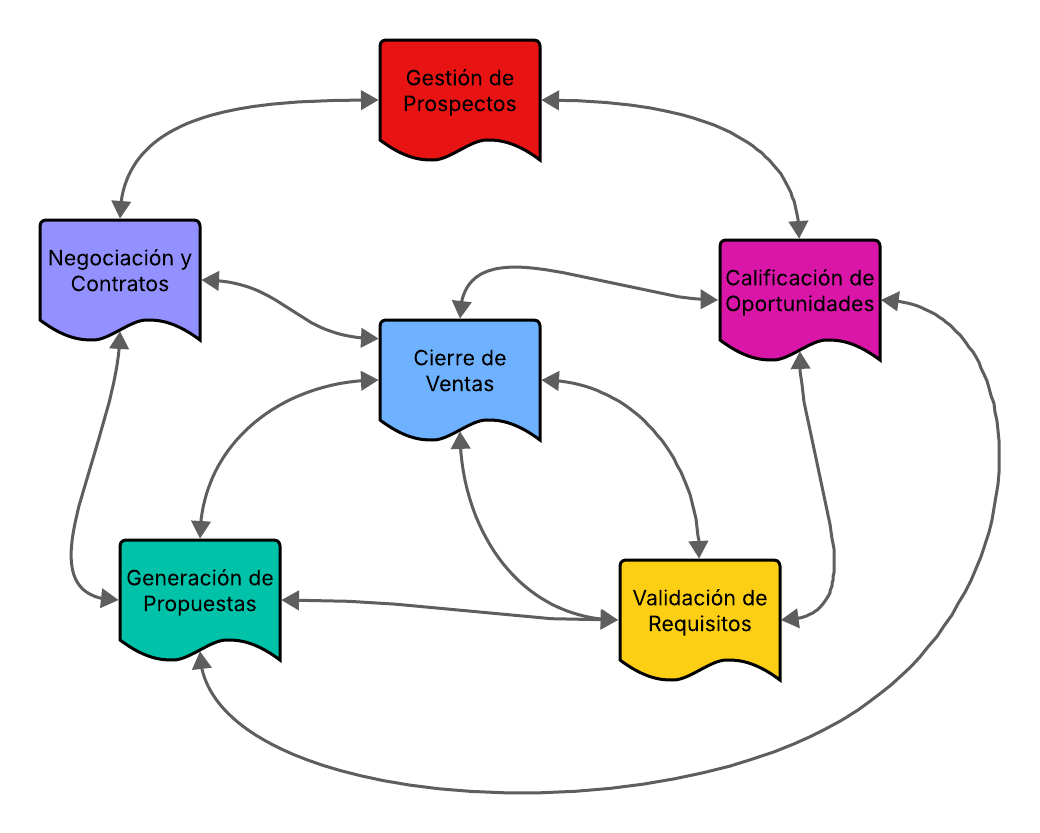 Gestión de
Prospectos
Negociación y
Contratos
Calificación de
Oportunidades
Cierre de
Ventas
Generación de
Propuestas
Validación de
Requisitos